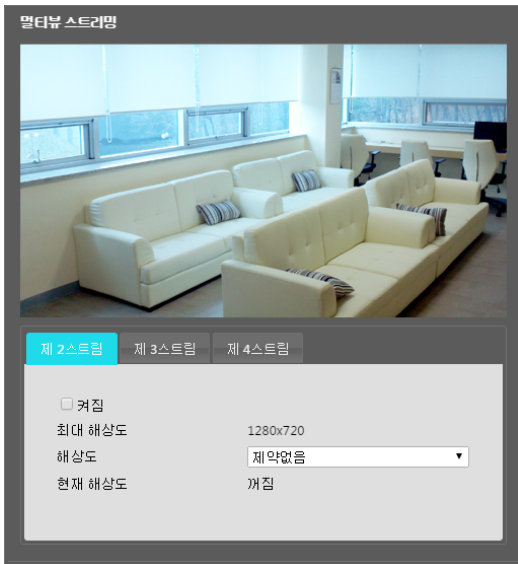 멀티뷰 스트리밍
제 2스트림 제 3스트림 제 4스트림
켜짐
최대 해상도 1280x720
해상도 제약없음
현재 해상도 꺼짐